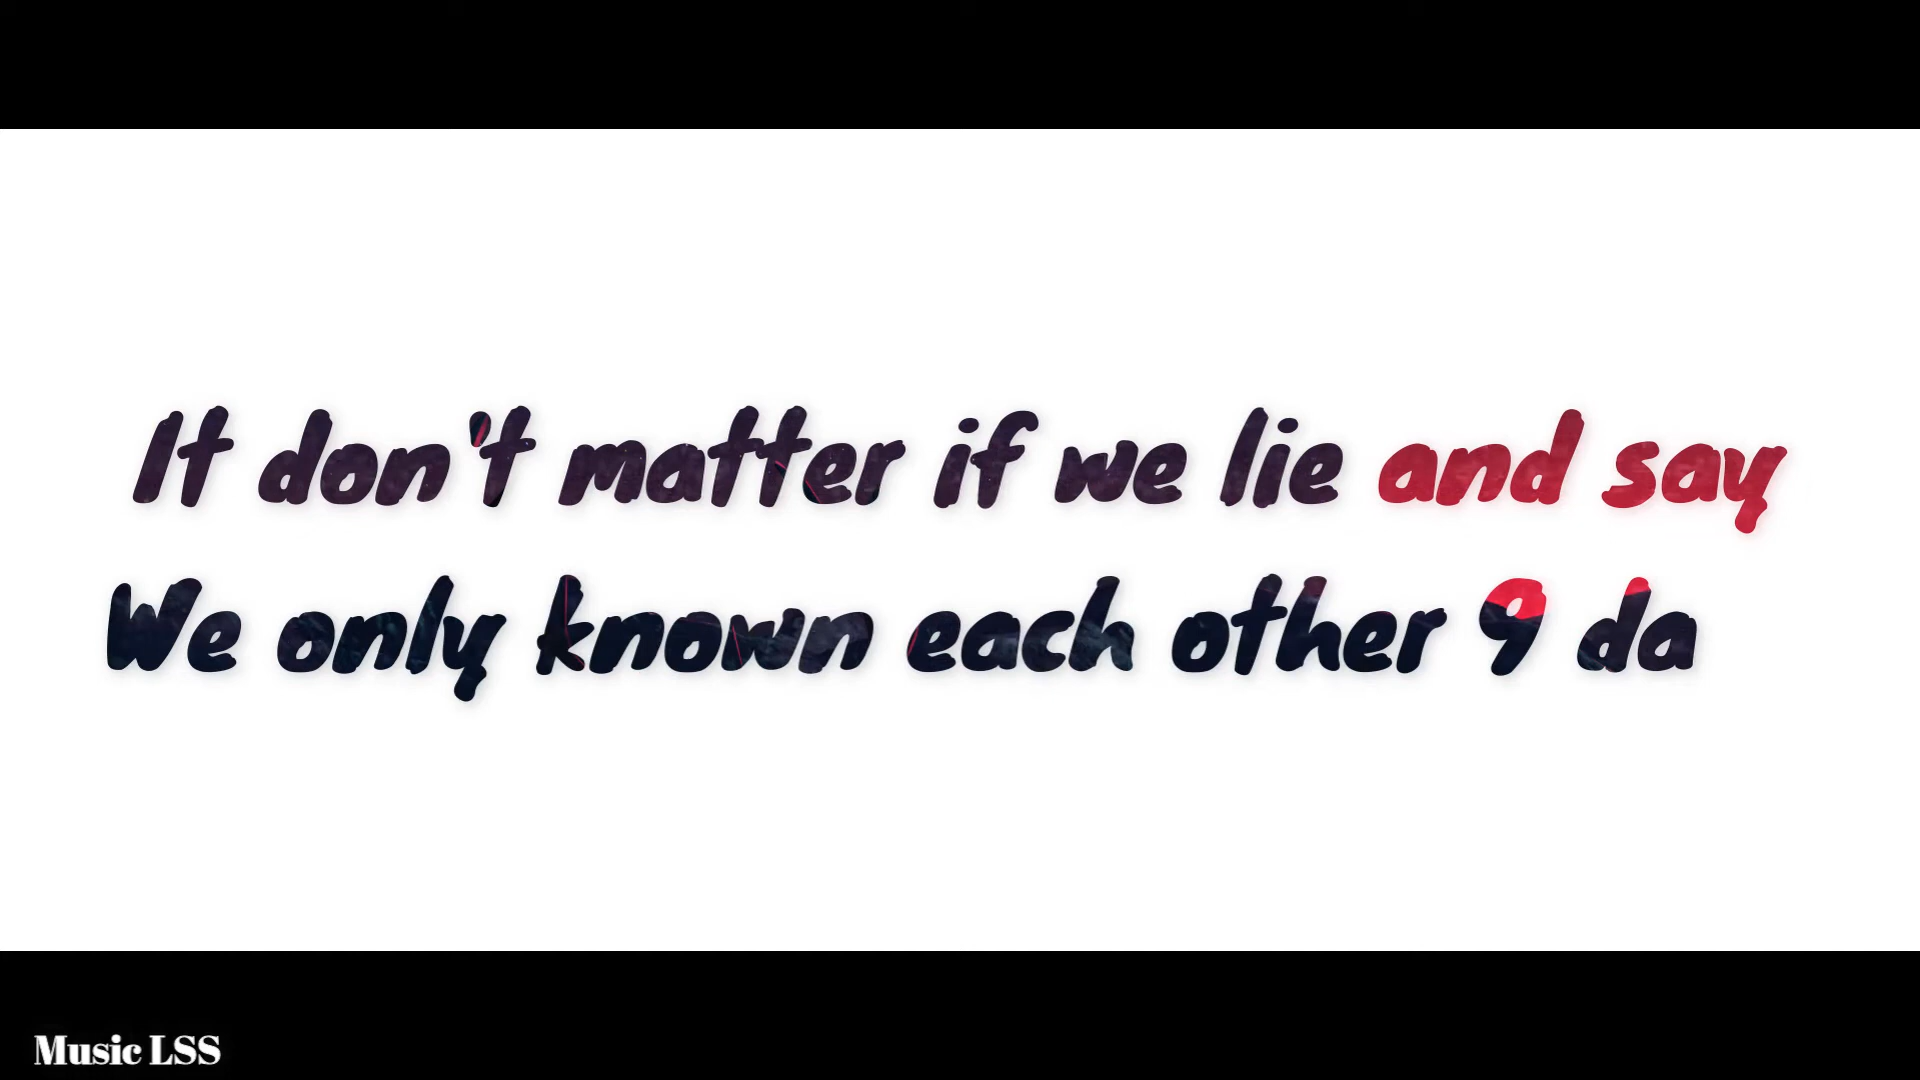 It don't matter if we lie and say
We only known each other 9 da
Music LSS